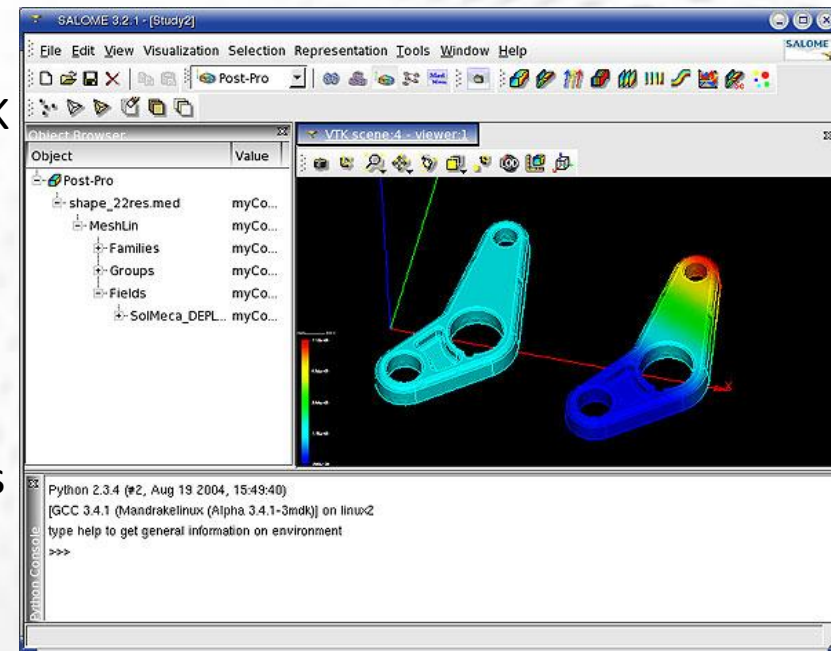 SALOME 3.2.1 - [Study2]
File Edit View Visualization Selection Representation Tools Window Help
SALOME
Post-Pro
x
Object Browser
VTK scene:4 - viewer:1
Object Value
Post-Pro
shape_22res.med myCo...
MeshLin myCo...
Families myCo...
Groups myCo...
Fields myCo...
SolMeca_DEPL... myCo...
X
s
Python 2.3.4 (#2, Aug 19 2004, 15:49:40)
[GCC 3.4.1 (Mandrakelinux (Alpha 3.4.1-3mdk)] on linux2
type help to get general information on environment
>>>
Python Console